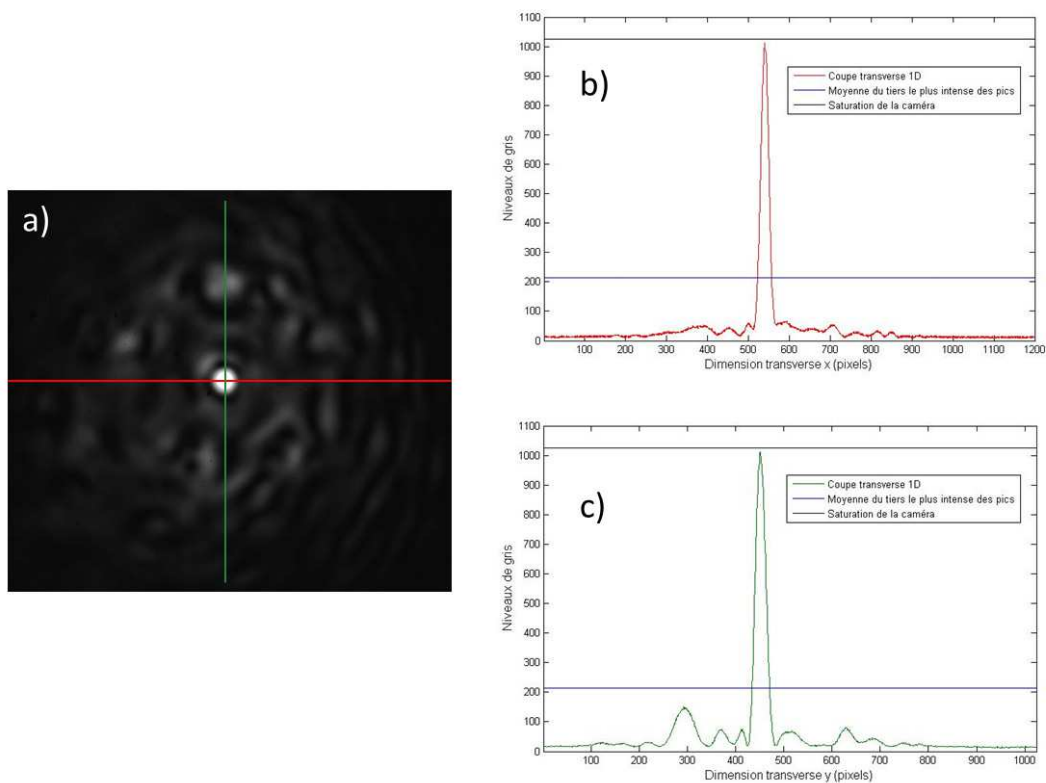 a)
b)
Niveaux de gris
1100
1000
900
800
700
600
500
400
300
200
100
0
Coupe transverse 1D
Moyenne du tiers le plus intense des pics
Saturation de la caméra
100 200 300 400 500 600 700 800 900 1000 1100 1200
Dimension transverse x (pixels)
c)
Niveaux de gris
1100
1000
900
800
700
600
500
400
300
200
100
0
Coupe transverse 1D
Moyenne du tiers le plus intense des pics
Saturation de la caméra
0 100 200 300 400 500 600 700 800 900 1000
Dimension transverse y (pixels)